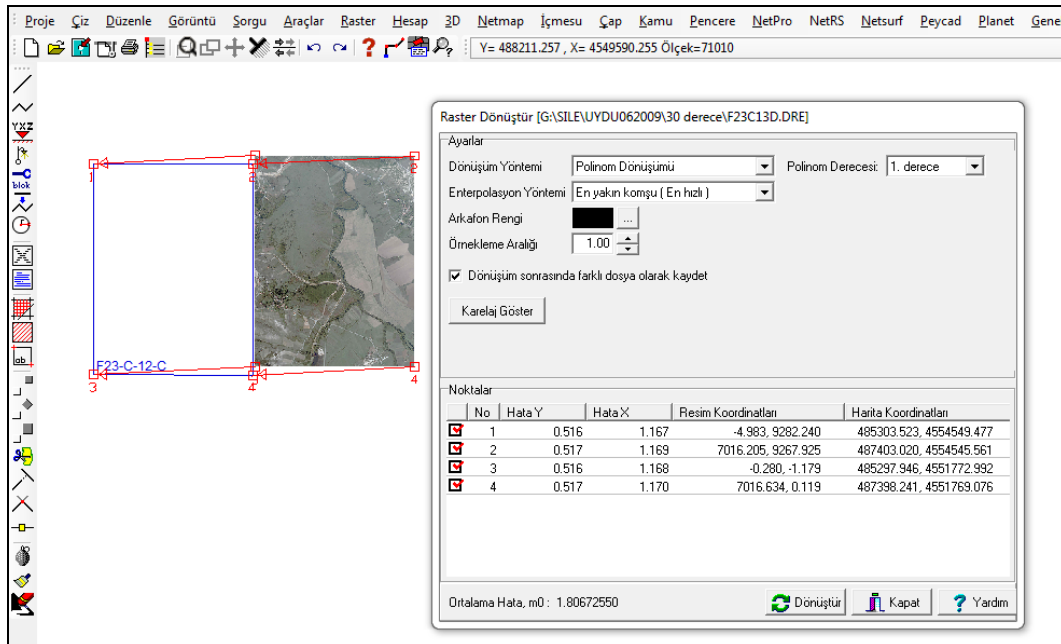 Proje Çiz Düzenle Görüntü Sorgu Araçlar Raster Hesap 3D Netmap İçmesu Çap Kamu Pencere NetPro NetRS Netsurf Peycad Planet Gene
Y= 488211.257 , X= 4549590.255 Ölçek=71010
YXZ
blok
ab
1
2
2
F23-C-12-C
3
4
4
Raster Dönüştür [G:\SILE\UYDU062009\30 derece\F23C13D.DRE]
Ayarlar
Dönüşüm Yöntemi Polinom Dönüşümü Polinom Derecesi: 1. derece
Enterpolasyon Yöntemi En yakın komşu ( En hızlı )
Arkafon Rengi ...
Örnekleme Aralığı 1.00
Dönüşüm sonrasında farklı dosya olarak kaydet
Karelaj Göster
Noktalar
No Hata Y Hata X Resim Koordinatları Harita Koordinatları
1 0.516 1.167 -4.983, 9282.240 485303.523, 4554549.477
2 0.517 1.169 7016.205, 9267.925 487403.020, 4554545.561
3 0.516 1.168 -0.280, -1.179 485297.946, 4551772.992
4 0.517 1.170 7016.634, 0.119 487398.241, 4551769.076
Ortalama Hata, m0 : 1.80672550 Dönüştür Kapat Yardım